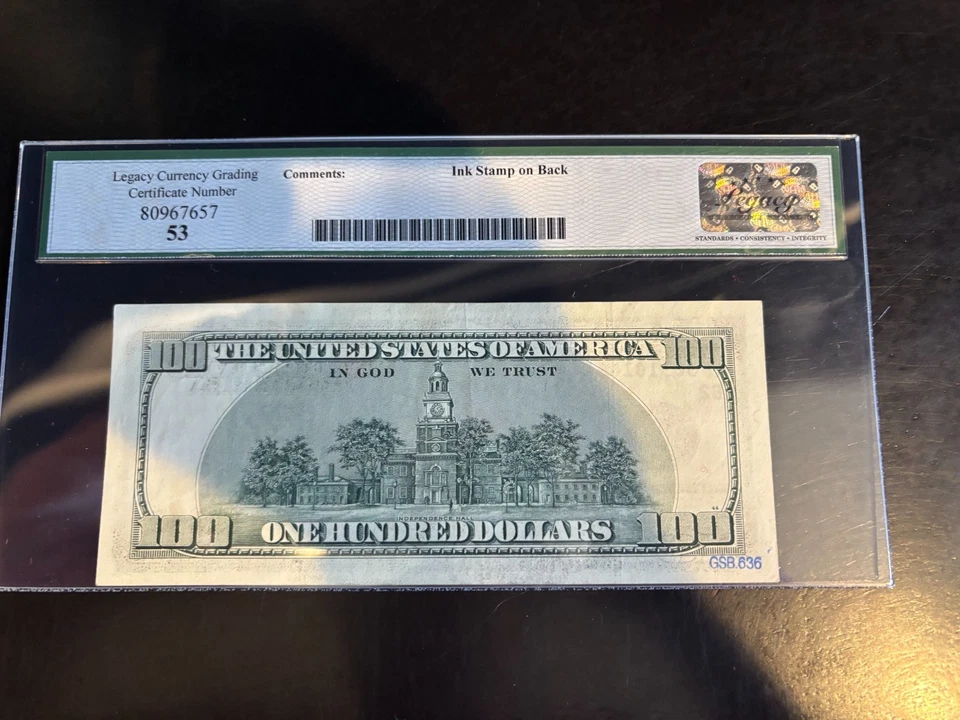 Legacy Currency Grading
Certificate Number
80967657
53
Comments:
Ink Stamp on Back
Legacy
STANDARDS • CONSISTENCY • INTEGRITY
100 THE UNITED STATES OF AMERICA 100
IN GOD WE TRUST
INDEPENDENCE HALL
100 ONE HUNDRED DOLLARS 100
GSB.636